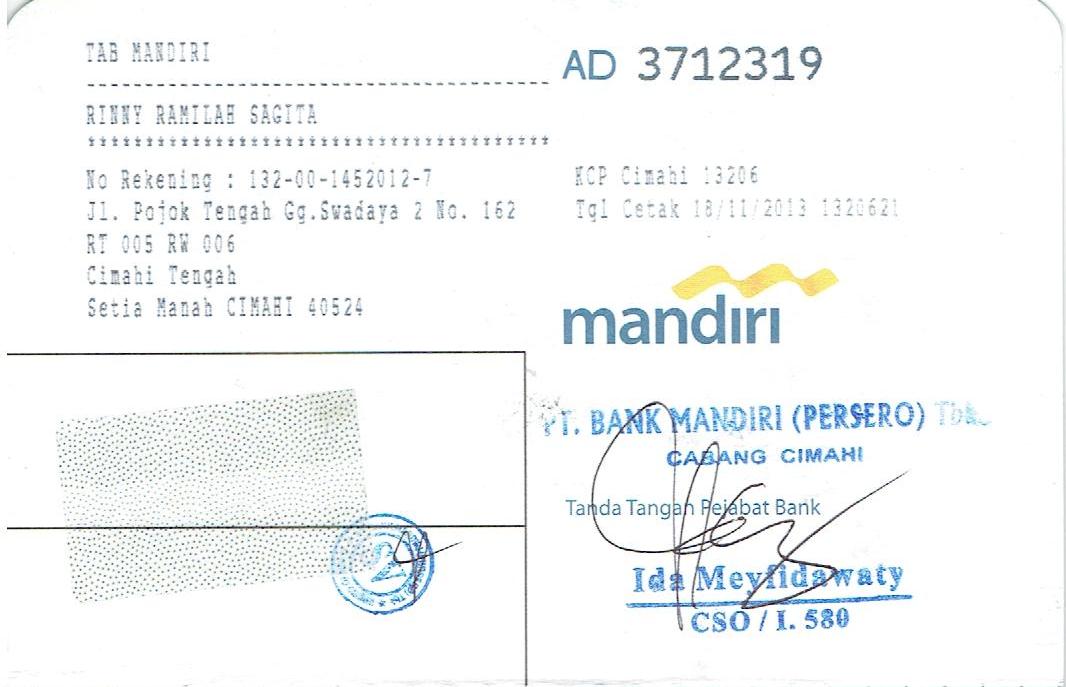 TAB MANDIRI
RINNY RAMILAH SAGITA
No Rekening : 132-00-1452012-7
Jl. Pojok Tengah Gg.Swadaya 2 No. 162
RT 005 RW 006
Cimahi Tengah
Setia Manah CIMAHI 40524
AD 3712319
KCP Cimahi 13206
Tgl Cetak 18/11/2013 1320621
mandiri
PT. BANK MANDIRI (PERSERO) Tbk.
CABANG CIMAHI
Tanda Tangan Pejabat Bank
Ida Meyfidawaty
CSO / I. 580